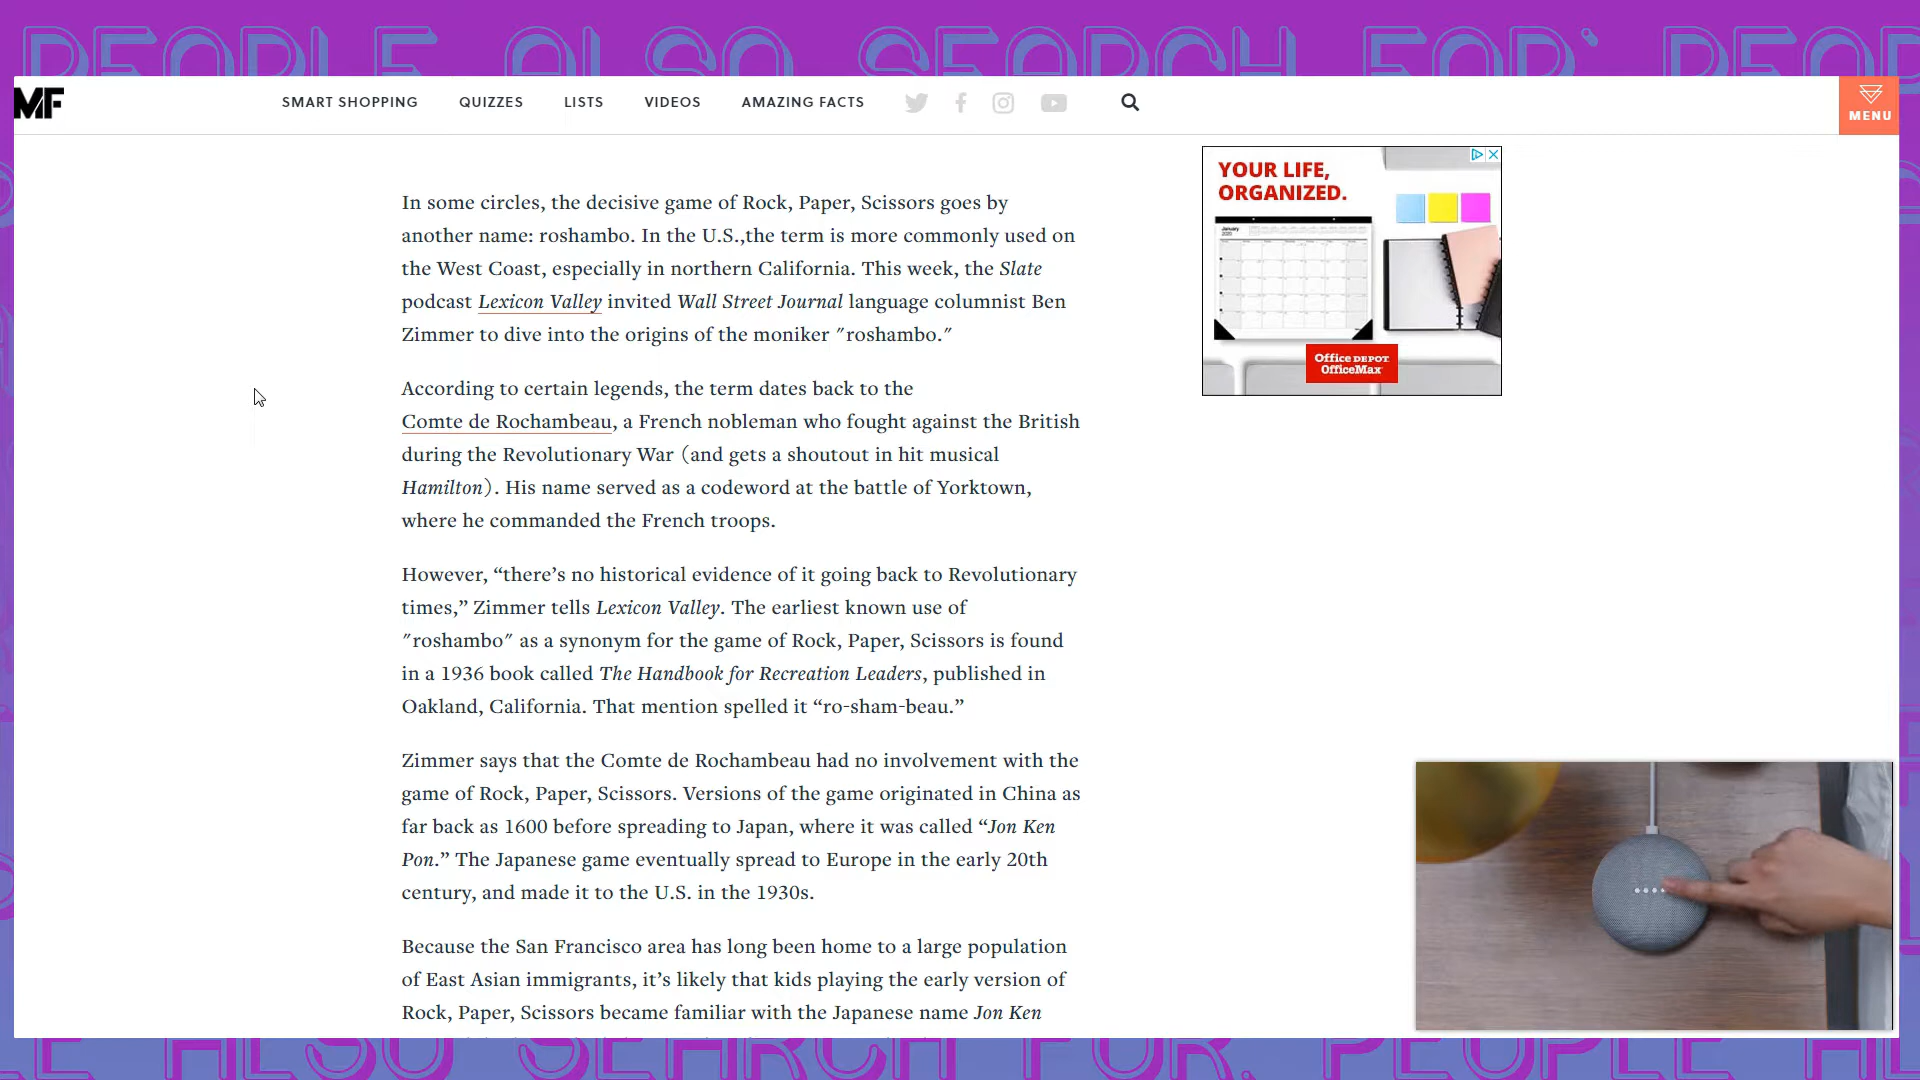 PEOPLE ALSO SEARCH FOR: PEOP
MF
SMART SHOPPING QUIZZES LISTS VIDEOS AMAZING FACTS
MENU
In some circles, the decisive game of Rock, Paper, Scissors goes by
another name: roshambo. In the U.S.,the term is more commonly used on
the West Coast, especially in northern California. This week, the Slate
podcast Lexicon Valley invited Wall Street Journal language columnist Ben
Zimmer to dive into the origins of the moniker "roshambo."
According to certain legends, the term dates back to the
Comte de Rochambeau, a French nobleman who fought against the British
during the Revolutionary War (and gets a shoutout in hit musical
Hamilton). His name served as a codeword at the battle of Yorktown,
where he commanded the French troops.
However, “there’s no historical evidence of it going back to Revolutionary
times,” Zimmer tells Lexicon Valley. The earliest known use of
"roshambo" as a synonym for the game of Rock, Paper, Scissors is found
in a 1936 book called The Handbook for Recreation Leaders, published in
Oakland, California. That mention spelled it “ro-sham-beau.”
Zimmer says that the Comte de Rochambeau had no involvement with the
game of Rock, Paper, Scissors. Versions of the game originated in China as
far back as 1600 before spreading to Japan, where it was called “Jon Ken
Pon.” The Japanese game eventually spread to Europe in the early 20th
century, and made it to the U.S. in the 1930s.
Because the San Francisco area has long been home to a large population
of East Asian immigrants, it’s likely that kids playing the early version of
Rock, Paper, Scissors became familiar with the Japanese name Jon Ken
YOUR LIFE,
ORGANIZED.
January
2020
Office DEPOT
OfficeMax
LE ALSO SEARCH FOR: PEOPLE AL